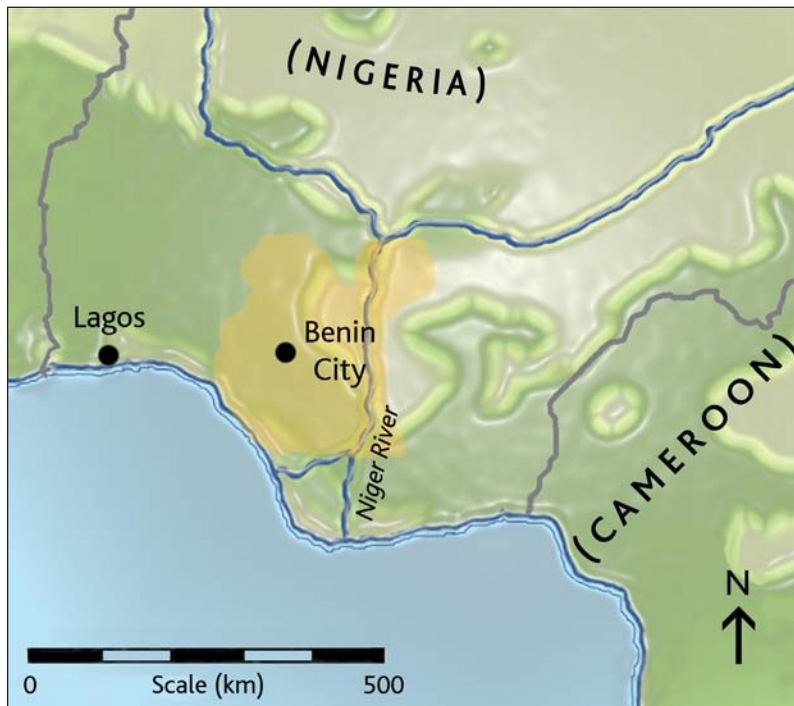 (NIGERIA)
Lagos
Benin
City
Niger River
(CAMEROON)
N
0 Scale (km) 500